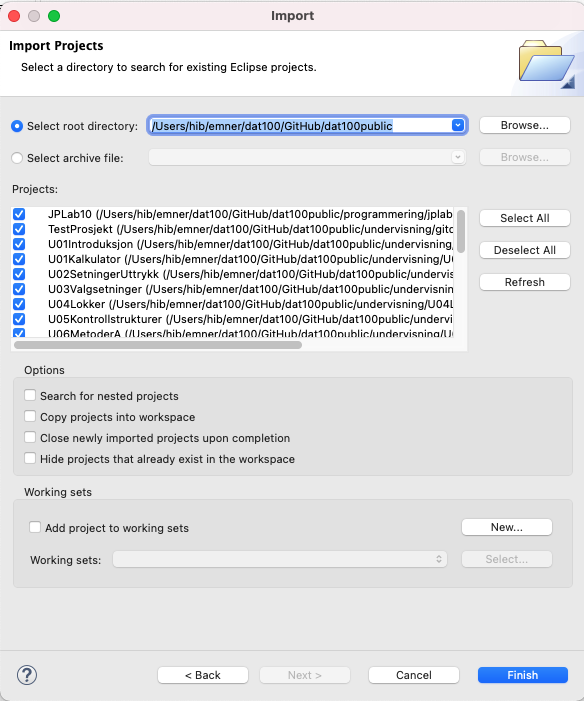 Import
Import Projects
Select a directory to search for existing Eclipse projects.
Select root directory: /Users/hib/emner/dat100/GitHub/dat100public Browse...
Select archive file: Browse...
Projects:
JPLab10 (/Users/hib/emner/dat100/GitHub/dat100public/programmering/jplab
TestProsjekt (/Users/hib/emner/dat100/GitHub/dat100public/undervisning/gitc
U01Introduksjon (/Users/hib/emner/dat100/GitHub/dat100public/undervisning,
U01Kalkulator (/Users/hib/emner/dat100/GitHub/dat100public/undervisning/U(
U02SetningerUttrykk (/Users/hib/emner/dat100/GitHub/dat100public/undervis
U03Valgsetninger (/Users/hib/emner/dat100/GitHub/dat100public/undervisning
U04Lokker (/Users/hib/emner/dat100/GitHub/dat100public/undervisning/U04L
U05Kontrollstrukturer (/Users/hib/emner/dat100/GitHub/dat100public/undervi
U06MetoderA (/Users/hib/emner/dat100/GitHub/dat100public/undervisning/U(
Select All
Deselect All
Refresh
Options
Search for nested projects
Copy projects into workspace
Close newly imported projects upon completion
Hide projects that already exist in the workspace
Working sets
Add project to working sets New...
Working sets: Select...
? < Back Next > Cancel Finish